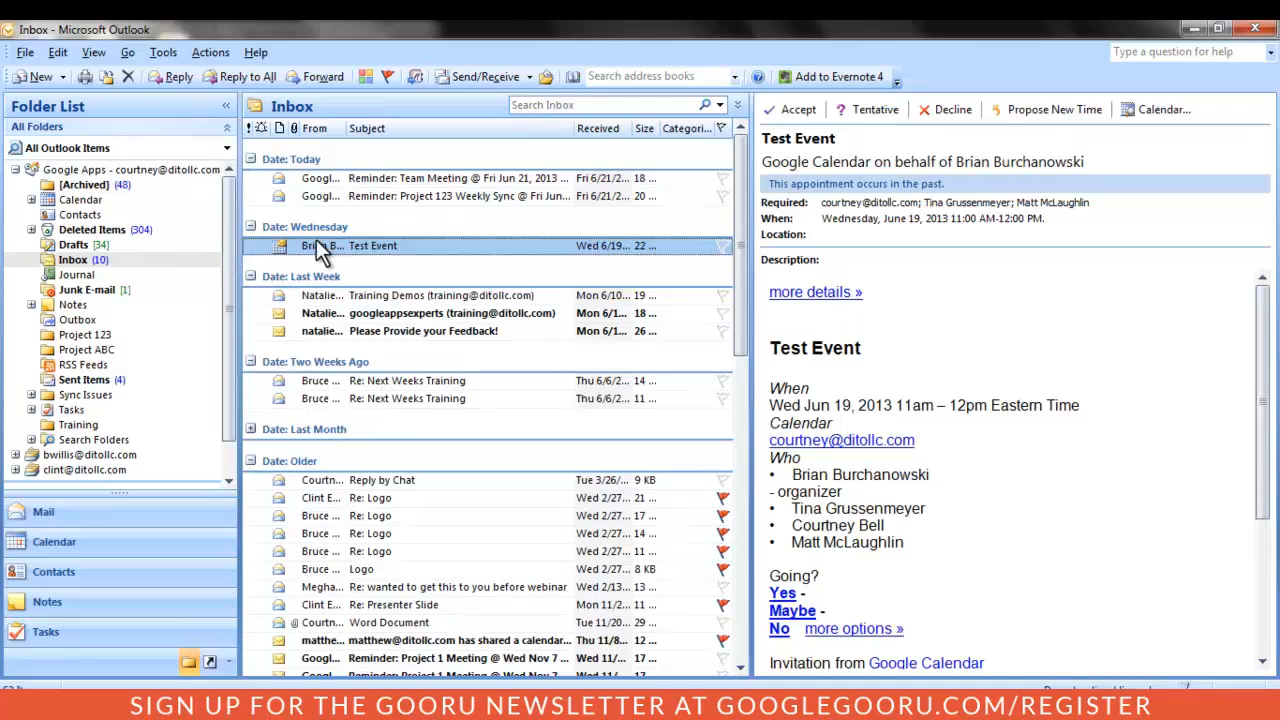 Inbox - Microsoft Outlook
File Edit View Go Tools Actions Help
Type a question for help
New Reply Reply to All Forward Send/Receive Search address books Add to Evernote 4
Folder List «
All Folders
All Outlook Items
Google Apps - courtney@ditollc.com
[Archived] (48)
Calendar
Contacts
Deleted Items (304)
Drafts (34)
Inbox (10)
Journal
Junk E-mail [1]
Notes
Outbox
Project 123
Project ABC
RSS Feeds
Sent Items (4)
Sync Issues
Tasks
Training
Search Folders
bwillis@ditollc.com
clint@ditollc.com
Mail
Calendar
Contacts
Notes
Tasks
Inbox Search Inbox
From Subject Received Size Categori...
Date: Today
Googl... Reminder: Team Meeting @ Fri Jun 21, 2013 ... Fri 6/21/2... 18 ...
Googl... Reminder: Project 123 Weekly Sync @ Fri Jun... Fri 6/21/2... 20 ...
Date: Wednesday
Brian B... Test Event Wed 6/19... 22 ...
Date: Last Week
Natalie... Training Demos (training@ditollc.com) Mon 6/10... 19 ...
Natalie... googleappsexperts (training@ditollc.com) Mon 6/1... 18 ...
natalie... Please Provide your Feedback! Mon 6/1... 26 ...
Date: Two Weeks Ago
Bruce ... Re: Next Weeks Training Thu 6/6/2... 14 ...
Bruce ... Re: Next Weeks Training Thu 6/6/2... 11 ...
Date: Last Month
Date: Older
Courtn... Reply by Chat Tue 3/26/... 9 KB
Clint E... Re: Logo Wed 2/27... 21 ...
Bruce ... Re: Logo Wed 2/27... 17 ...
Bruce ... Re: Logo Wed 2/27... 14 ...
Bruce ... Re: Logo Wed 2/27... 11 ...
Bruce ... Logo Wed 2/27... 8 KB
Megha... Re: wanted to get this to you before webinar Wed 2/13... 13 ...
Clint E... Re: Presenter Slide Mon 11/2... 11 ...
Courtn... Word Document Tue 11/20... 29 ...
matthe... matthew@ditollc.com has shared a calendar... Thu 11/8... 12 ...
Googl... Reminder: Project 1 Meeting @ Wed Nov 7 ... Wed 11/... 17 ...
Googl... Reminder: Project 1 Meeting @ Wed Nov 7
Accept ? Tentative Decline Propose New Time Calendar...
Test Event
Google Calendar on behalf of Brian Burchanowski
This appointment occurs in the past.
Required: courtney@ditollc.com; Tina Grussenmeyer; Matt McLaughlin
When: Wednesday, June 19, 2013 11:00 AM-12:00 PM.
Location:
Description:
more details »
Test Event
When
Wed Jun 19, 2013 11am – 12pm Eastern Time
Calendar
courtney@ditollc.com
Who
• Brian Burchanowski
- organizer
• Tina Grussenmeyer
• Courtney Bell
• Matt McLaughlin
Going?
Yes -
Maybe -
No more options »
Invitation from Google Calendar
SIGN UP FOR THE GOORU NEWSLETTER AT GOOGLEGOORU.COM/REGISTER